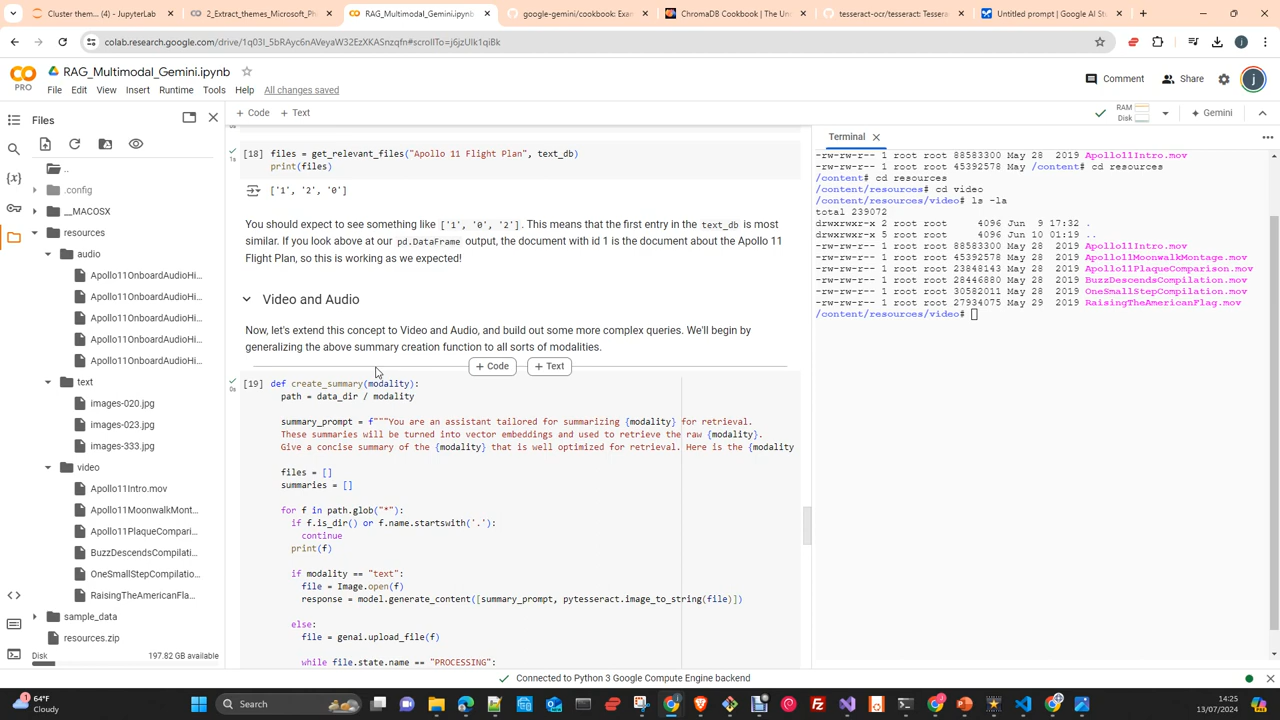 Cluster them… (4) - JupyterLab
2_Extract_themes_Microsoft_Ph
RAG_Multimodal_Gemini.ipynb
google-gemini/cookbook: Exa
ChromaDB Cookbook | The Un
tesseract-ocr/tesseract: Tessera
Untitled prompt | Google AI St
colab.research.google.com/drive/1q03I_5bRAyc6nAVeyaW32EzXKASnzqfn#scrollTo=j6jzUlt1qiBk
j
RAG_Multimodal_Gemini.ipynb
PRO
File Edit View Insert Runtime Tools Help All changes saved
Comment Share j
Files
+ Code + Text
RAM
Disk
Gemini
..
.config
__MACOSX
resources
audio
Apollo11OnboardAudioHi…
Apollo11OnboardAudioHi…
Apollo11OnboardAudioHi…
Apollo11OnboardAudioHi…
Apollo11OnboardAudioHi…
text
images-020.jpg
images-023.jpg
images-333.jpg
video
Apollo11Intro.mov
Apollo11MoonwalkMont…
Apollo11PlaqueCompari…
BuzzDescendsCompilati…
OneSmallStepCompilatio…
RaisingTheAmericanFla…
sample_data
resources.zip
Disk 197.82 GB available
0s
[18] files = get_relevant_files("Apollo 11 Flight Plan", text_db)
1s
print(files)
['1', '2', '0']
You should expect to see something like ['1', '0', '2']. This means that the first entry in the text_db is most
similar. If you look above at our pd.DataFrame output, the document with id 1 is the document about the Apollo 11
Flight Plan, so this is working as we expected!
Video and Audio
Now, let's extend this concept to Video and Audio, and build out some more complex queries. We'll begin by
generalizing the above summary creation function to all sorts of modalities.
+ Code + Text
[19] def create_summary(modality):
0s
path = data_dir / modality
summary_prompt = f"""You are an assistant tailored for summarizing {modality} for retrieval.
These summaries will be turned into vector embeddings and used to retrieve the raw {modality}.
Give a concise summary of the {modality} that is well optimized for retrieval. Here is the {modality
files = []
summaries = []
for f in path.glob("*"):
if f.is_dir() or f.name.startswith('.'):
continue
print(f)
if modality == "text":
file = Image.open(f)
response = model.generate_content([summary_prompt, pytesseract.image_to_string(file)])
else:
file = genai.upload_file(f)
while file.state.name == "PROCESSING":
Terminal
-rw-rw-r-- 1 root root 88583300 May 28 2019 Apollo11Intro.mov
-rw-rw-r-- 1 root root 45392578 May /content# cd resources
/content# cd resources
/content/resources# cd video
/content/resources/video# ls -la
total 239072
drwxrwxr-x 2 root root 4096 Jun 9 17:32 .
drwxrwxr-x 5 root root 4096 Jun 10 01:19 ..
-rw-rw-r-- 1 root root 88583300 May 28 2019 Apollo11Intro.mov
-rw-rw-r-- 1 root root 45392578 May 28 2019 Apollo11MoonwalkMontage.mov
-rw-rw-r-- 1 root root 23848143 May 28 2019 Apollo11PlaqueComparison.mov
-rw-rw-r-- 1 root root 28446880 May 28 2019 BuzzDescendsCompilation.mov
-rw-rw-r-- 1 root root 30582011 May 28 2019 OneSmallStepCompilation.mov
-rw-rw-r-- 1 root root 27934075 May 29 2019 RaisingTheAmericanFlag.mov
/content/resources/video#
Connected to Python 3 Google Compute Engine backend
64°F
Cloudy
Search
14:25
13/07/2024